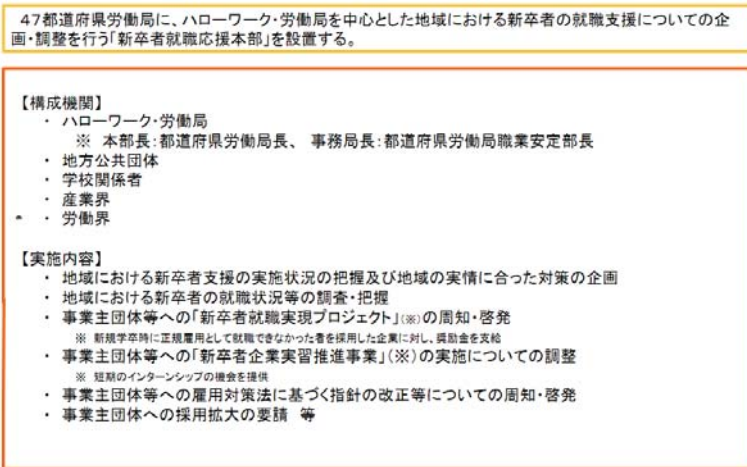 47都道府県労働局に、ハローワーク・労働局を中心とした地域における新卒者の就職支援についての企
画・調整を行う「新卒者就職応援本部」を設置する。
【構成機関】
・ ハローワーク・労働局
※ 本部長:都道府県労働局長、 事務局長:都道府県労働局職業安定部長
・ 地方公共団体
・ 学校関係者
・ 産業界
・ 労働界
【実施内容】
・ 地域における新卒者支援の実施状況の把握及び地域の実情に合った対策の企画
・ 地域における新卒者の就職状況等の調査・把握
・ 事業主団体等への「新卒者就職実現プロジェクト」(※)の周知・啓発
※ 新規学卒時に正規雇用として就職できなかった者を採用した企業に対し、奨励金を支給
・ 事業主団体等への「新卒者企業実習推進事業」(※)の実施についての調整
※ 短期のインターンシップの機会を提供
・ 事業主団体等への雇用対策法に基づく指針の改正等についての周知・啓発
・ 事業主団体への採用拡大の要請 等